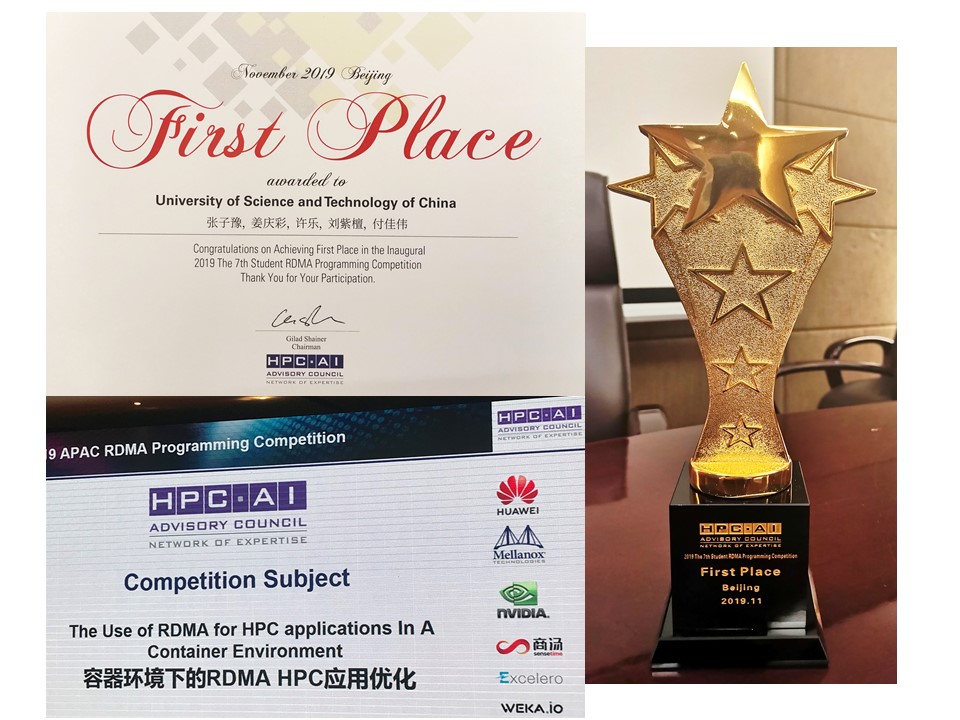 November 2019 Beijing
First Place
awarded to
University of Science and Technology of China
张子豫, 姜庆彩, 许乐, 刘紫檀, 付佳伟
Congratulations on Achieving First Place in the Inaugural
2019 The 7th Student RDMA Programming Competition
Thank You for Your Participation.
Gilad Shainer
Chairman
HPC·AI
ADVISORY COUNCIL
NETWORK OF EXPERTISE
9 APAC RDMA Programming Competition
HPC·AI
ADVISORY COUNCIL
NETWORK OF EXPERTISE
HPC·AI
ADVISORY COUNCIL
NETWORK OF EXPERTISE
Competition Subject
The Use of RDMA for HPC applications In A
Container Environment
容器环境下的RDMA HPC应用优化
HUAWEI
Mellanox
TECHNOLOGIES
NVIDIA.
商汤
sensetime
Excelero
WEKA.iO
HPC·AI
ADVISORY COUNCIL
NETWORK OF EXPERTISE
2019 The 7th Student RDMA Programming Competition
First Place
Beijing
2019.11